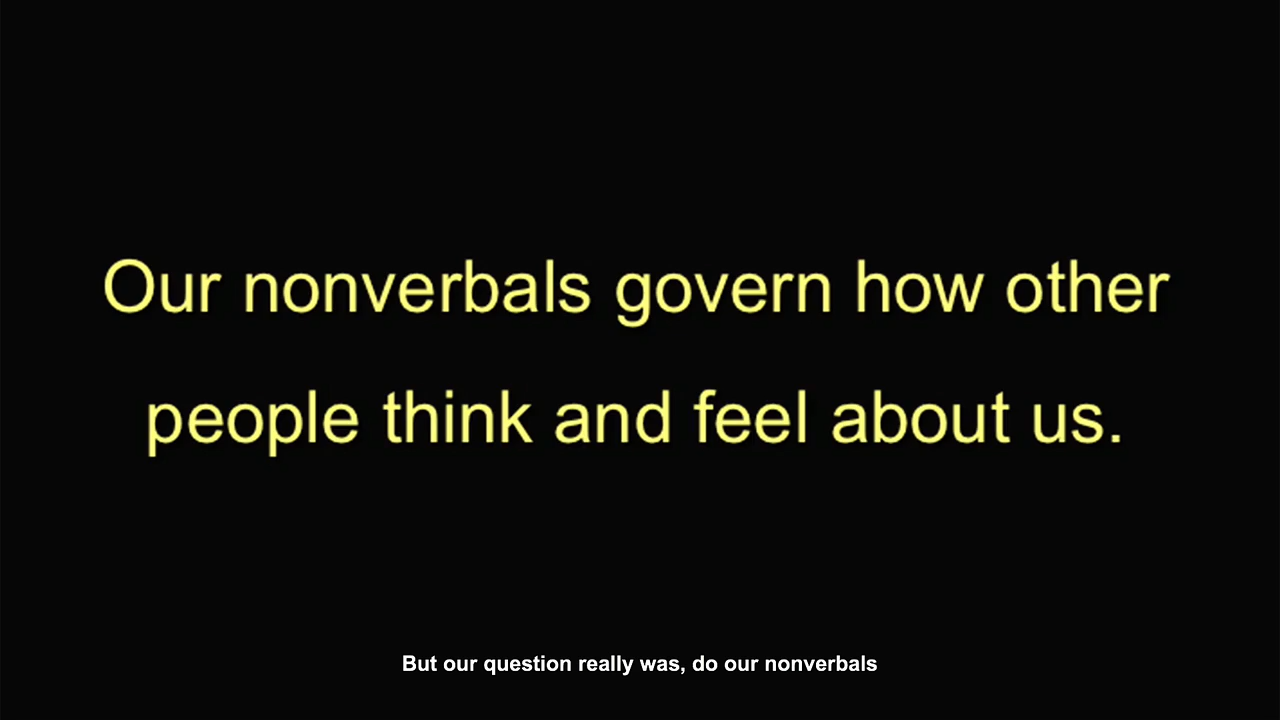 Our nonverbals govern how other
people think and feel about us.
But our question really was, do our nonverbals